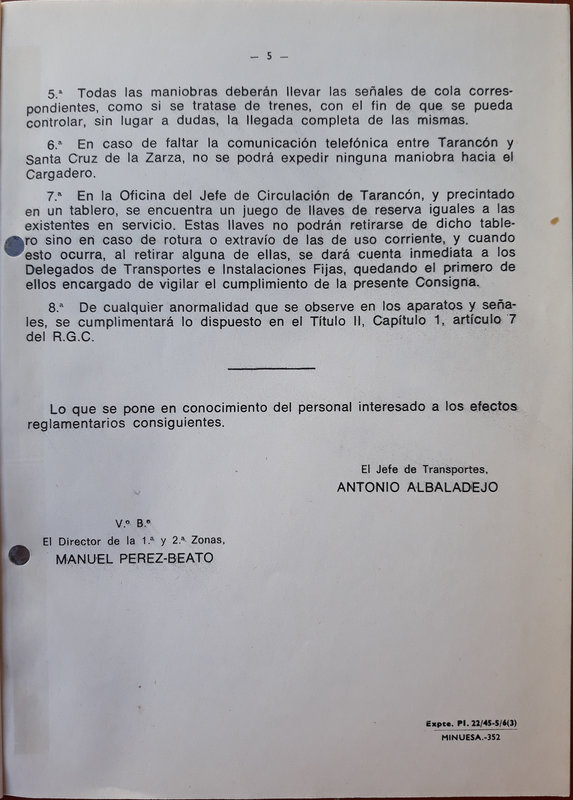 — 5 —
5.ª Todas las maniobras deberán llevar las señales de cola corres-
pondientes, como si se tratase de trenes, con el fin de que se pueda
controlar, sin lugar a dudas, la llegada completa de las mismas.
6.ª En caso de faltar la comunicación telefónica entre Tarancón y
Santa Cruz de la Zarza, no se podrá expedir ninguna maniobra hacia el
Cargadero.
7.ª En la Oficina del Jefe de Circulación de Tarancón, y precintado
en un tablero, se encuentra un juego de llaves de reserva iguales a las
existentes en servicio. Estas llaves no podrán retirarse de dicho table-
ro sino en caso de rotura o extravío de las de uso corriente, y cuando
esto ocurra, al retirar alguna de ellas, se dará cuenta inmediata a los
Delegados de Transportes e Instalaciones Fijas, quedando el primero de
ellos encargado de vigilar el cumplimiento de la presente Consigna.
8.ª De cualquier anormalidad que se observe en los aparatos y seña-
les, se cumplimentará lo dispuesto en el Título II, Capítulo 1, artículo 7
del R.G.C.
Lo que se pone en conocimiento del personal interesado a los efectos
reglamentarios consiguientes.
El Jefe de Transportes,
ANTONIO ALBALADEJO
V.º B.º
El Director de la 1.ª y 2.ª Zonas,
MANUEL PEREZ-BEATO
Expte. Pl. 22/45-5/6(3)
MINUESA.-352